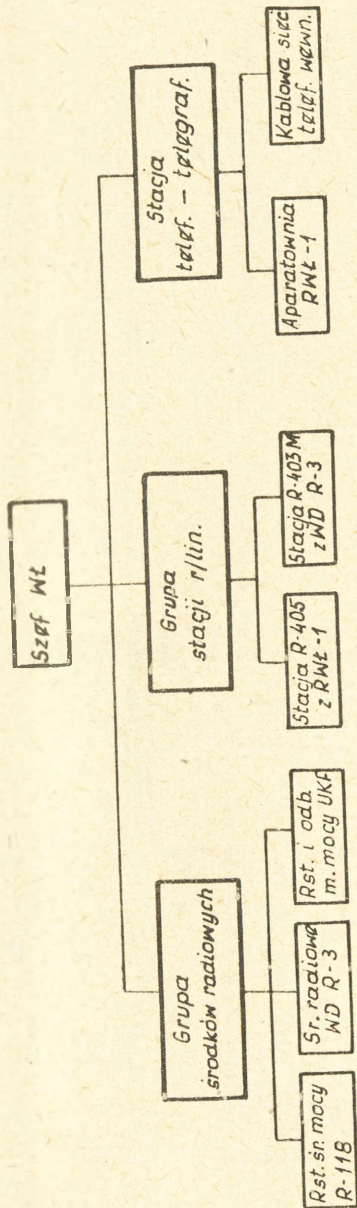 Szef WŁ
Grupa
środków radiowych
Grupa
stacji r/lin.
Stacja
telef. – telegraf.
Rst. śr. mocy
R-118
Śr. radiowe
WD R-3
Rst. i odb.
m. mocy UKF
Stacja R-405
z RWŁ-1
Stacja R-403M
z WD R-3
Aparatownia
RWŁ-1
Kablowa sieć
telef. wewn.